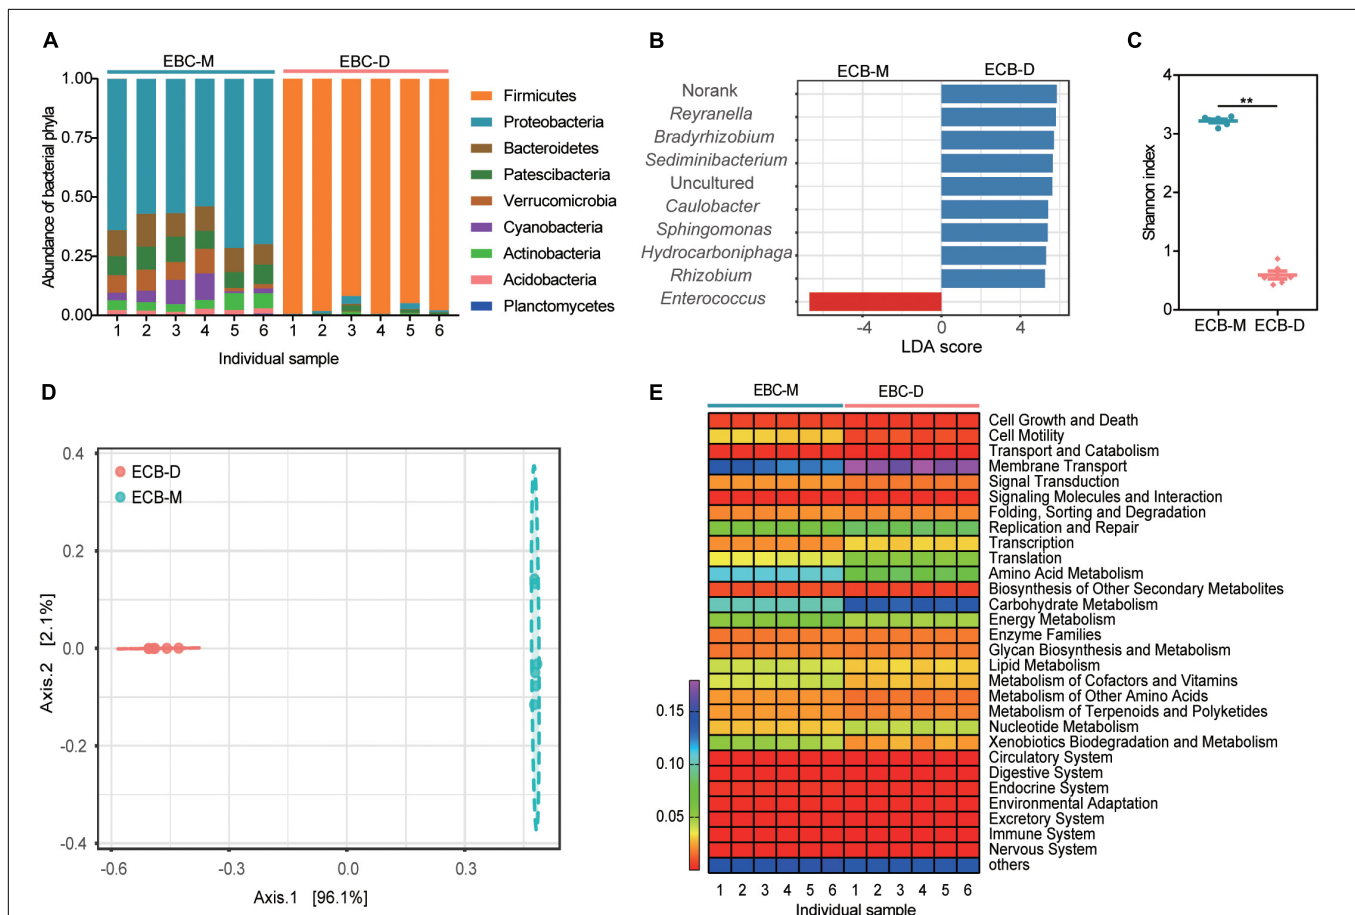 A
EBC-M
EBC-D
1.00
0.75
0.50
0.25
0.00
Abundance of bacterial phyla
1 2 3 4 5 6 1 2 3 4 5 6
Individual sample
Firmicutes
Proteobacteria
Bacteroidetes
Patescibacteria
Verrucomicrobia
Cyanobacteria
Actinobacteria
Acidobacteria
Planctomycetes
B
ECB-M
ECB-D
Norank
Reyranella
Bradyrhizobium
Sediminibacterium
Uncultured
Caulobacter
Sphingomonas
Hydrocarboniphaga
Rhizobium
Enterococcus
-4 0 4
LDA score
C
4
3
2
1
0
Shannon index
**
ECB-M ECB-D
D
ECB-D
ECB-M
0.4
0.2
0.0
-0.2
-0.4
Axis.2 [2.1%]
-0.6 -0.3 0.0 0.3
Axis.1 [96.1%]
E
EBC-M
EBC-D
Cell Growth and Death
Cell Motility
Transport and Catabolism
Membrane Transport
Signal Transduction
Signaling Molecules and Interaction
Folding, Sorting and Degradation
Replication and Repair
Transcription
Translation
Amino Acid Metabolism
Biosynthesis of Other Secondary Metabolites
Carbohydrate Metabolism
Energy Metabolism
Enzyme Families
Glycan Biosynthesis and Metabolism
Lipid Metabolism
Metabolism of Cofactors and Vitamins
Metabolism of Other Amino Acids
Metabolism of Terpenoids and Polyketides
Nucleotide Metabolism
Xenobiotics Biodegradation and Metabolism
Circulatory System
Digestive System
Endocrine System
Environmental Adaptation
Excretory System
Immune System
Nervous System
others
0.15
0.10
0.05
1 2 3 4 5 6 1 2 3 4 5 6
Individual sample